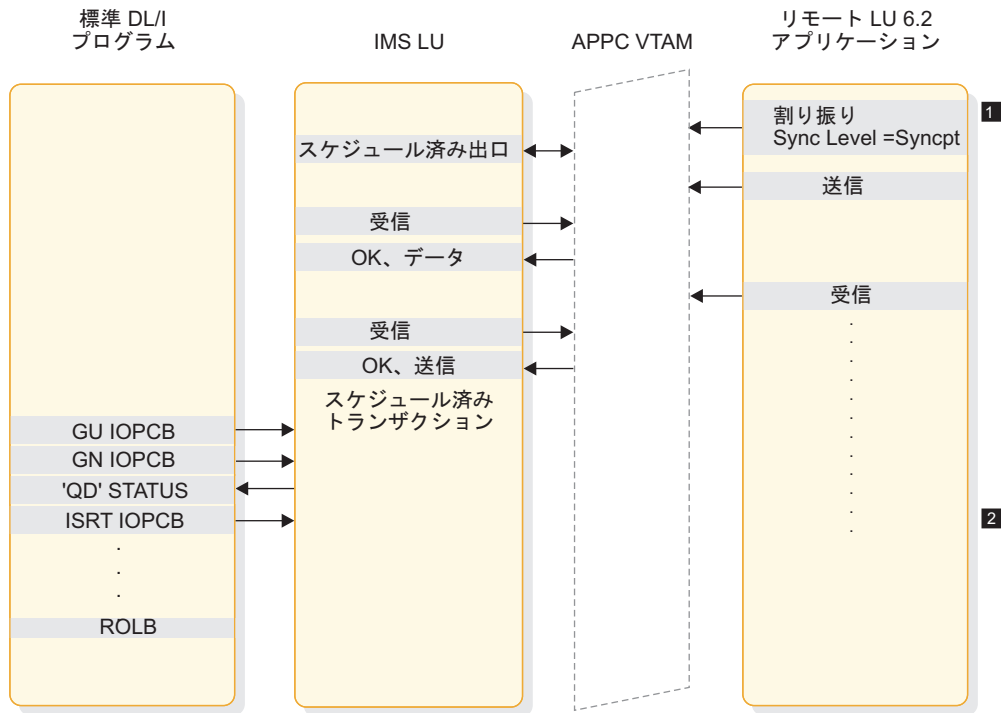 標準 DL/I
プログラム
IMS LU
APPC VTAM
リモート LU 6.2
アプリケーション
割り振り
Sync Level =Syncpt
1
スケジュール済み出口
送信
受信
OK、データ
受信
受信
OK、送信
スケジュール済み
トランザクション
GU IOPCB
GN IOPCB
'QD' STATUS
ISRT IOPCB
2
ROLB